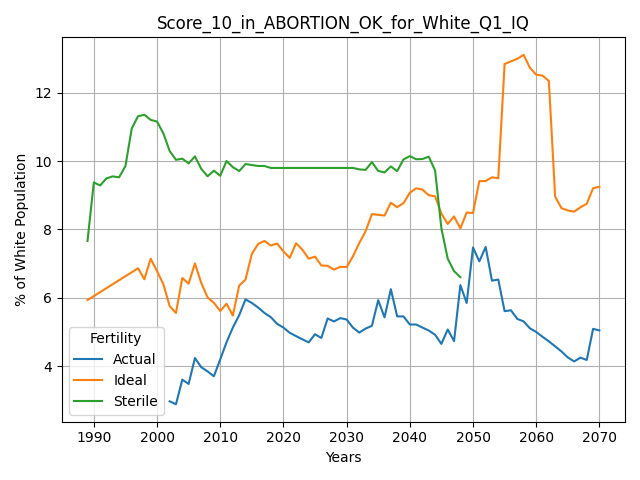 Score_10_in_ABORTION_OK_for_White_Q1_IQ
% of White Population
12
10
8
6
4
Fertility
Actual
Ideal
Sterile
1990 2000 2010 2020 2030 2040 2050 2060 2070
Years